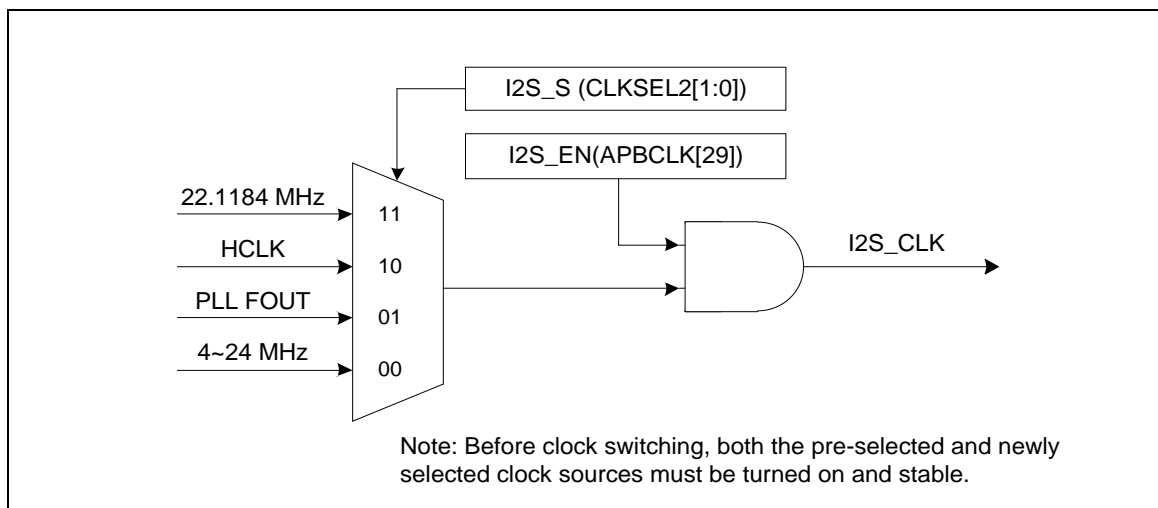 I2S_S (CLKSEL2[1:0])
I2S_EN(APBCLK[29])
22.1184 MHz
11
HCLK
10
PLL FOUT
01
4~24 MHz
00
I2S_CLK
Note: Before clock switching, both the pre-selected and newly
selected clock sources must be turned on and stable.